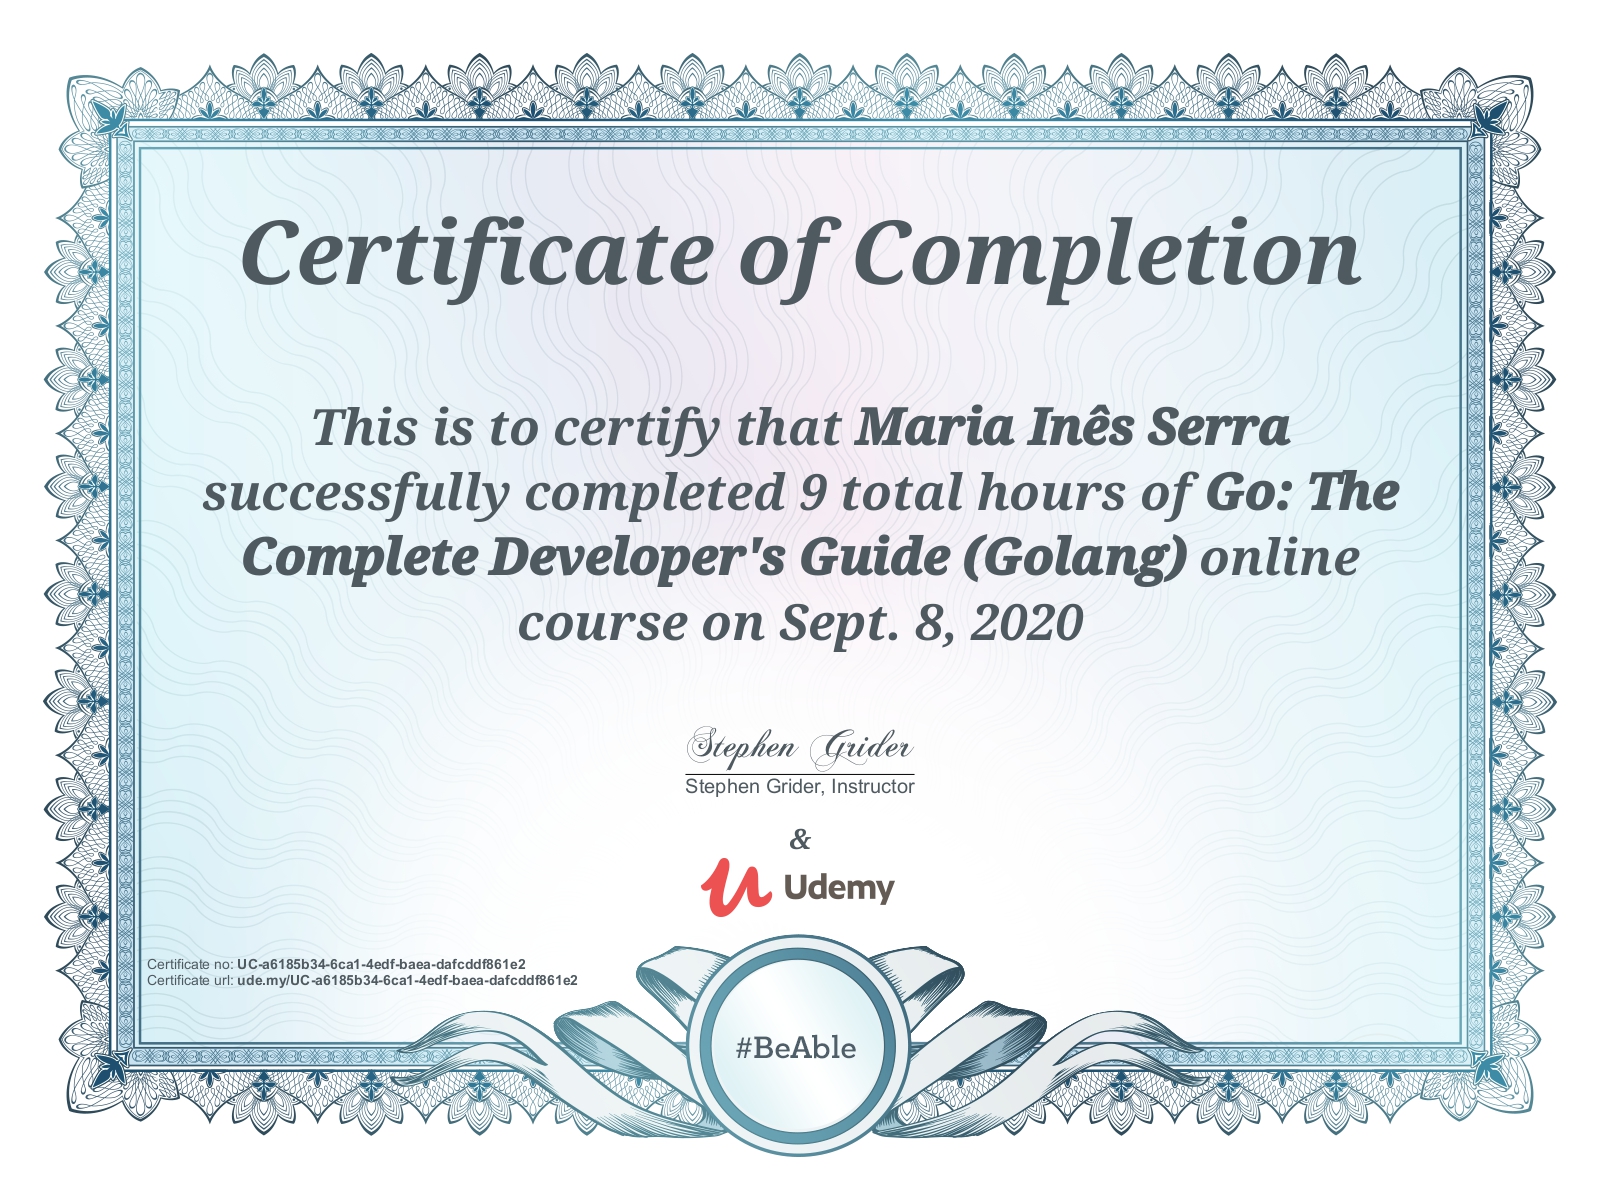 Certificate of Completion
This is to certify that Maria Inês Serra
successfully completed 9 total hours of Go: The
Complete Developer's Guide (Golang) online
course on Sept. 8, 2020
Stephen Grider
Stephen Grider, Instructor
&
Udemy
Certificate no: UC-a6185b34-6ca1-4edf-baea-dafcddf861e2
Certificate url: ude.my/UC-a6185b34-6ca1-4edf-baea-dafcddf861e2
#BeAble